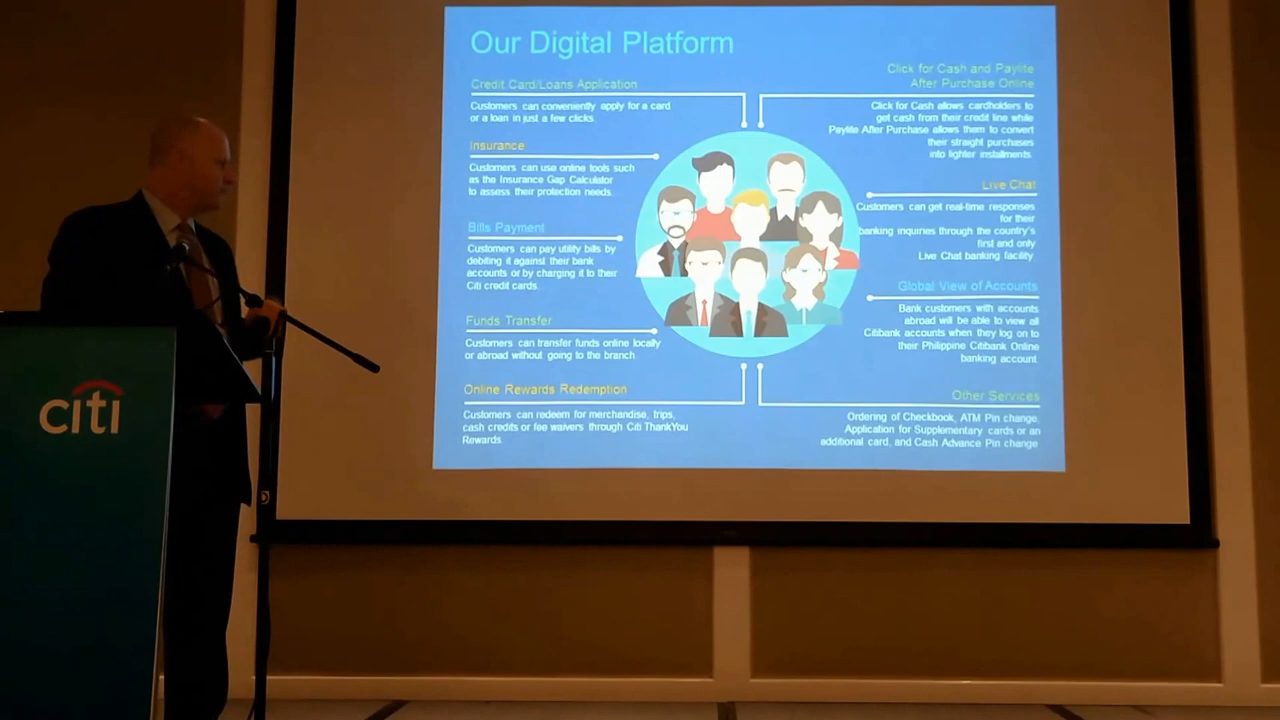 Our Digital Platform
Credit Card/Loans Application
Customers can conveniently apply for a card
or a loan in just a few clicks.
Insurance
Customers can use online tools such
as the Insurance Gap Calculator
to assess their protection needs.
Bills Payment
Customers can pay utility bills by
debiting it against their bank
accounts or by charging it to their
Citi credit cards.
Funds Transfer
Customers can transfer funds online locally
or abroad without going to the branch.
Online Rewards Redemption
Customers can redeem for merchandise, trips,
cash credits or fee waivers through Citi ThankYou
Rewards.
Click for Cash and Paylite
After Purchase Online
Click for Cash allows cardholders to
get cash from their credit line while
Paylite After Purchase allows them to convert
their straight purchases
into lighter installments.
Live Chat
Customers can get real-time responses
for their
banking inquiries through the country's
first and only
Live Chat banking facility
Global View of Accounts
Bank customers with accounts
abroad will be able to view all
Citibank accounts when they log on to
their Philippine Citibank Online
banking account.
Other Services
Ordering of Checkbook, ATM Pin change,
Application for Supplementary cards or an
additional card, and Cash Advance Pin change
citi